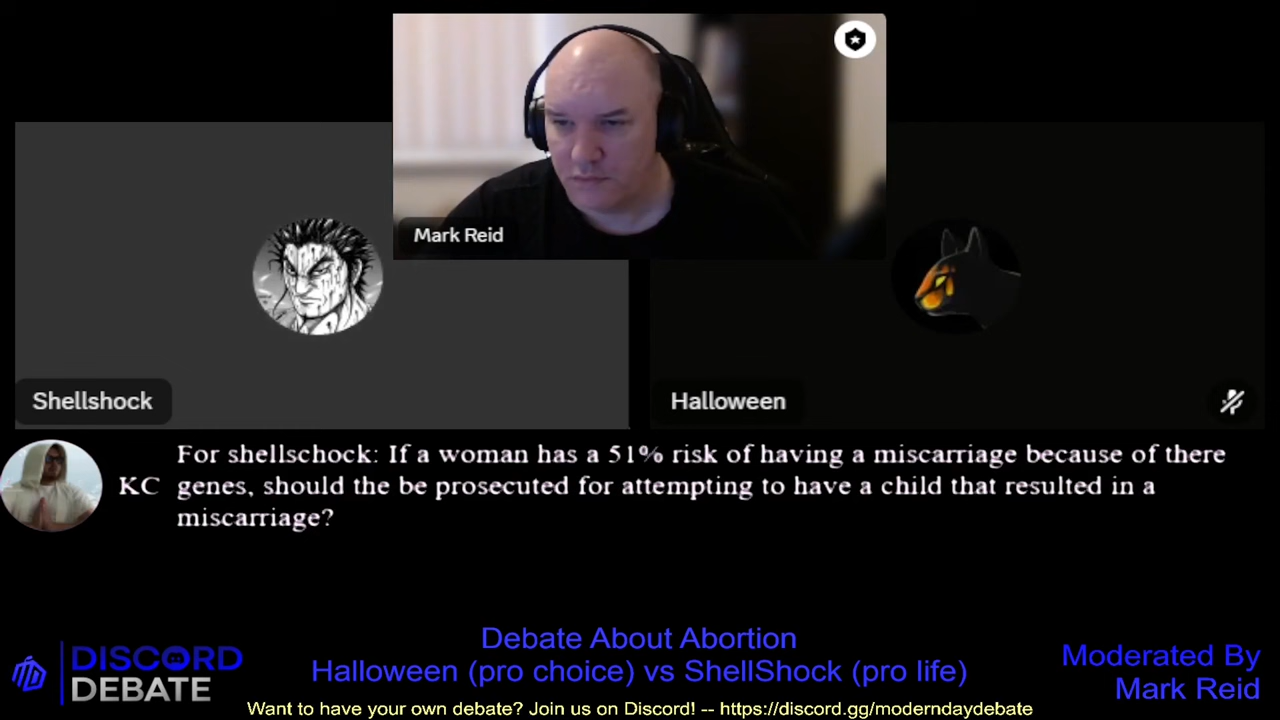 Mark Reid
Shellshock
Halloween
For shellschock: If a woman has a 51% risk of having a miscarriage because of there
KC genes, should the be prosecuted for attempting to have a child that resulted in a
miscarriage?
Debate About Abortion
Halloween (pro choice) vs ShellShock (pro life)
Moderated By
Mark Reid
DISCORD
DEBATE
Want to have your own debate? Join us on Discord! -- https://discord.gg/moderndaydebate